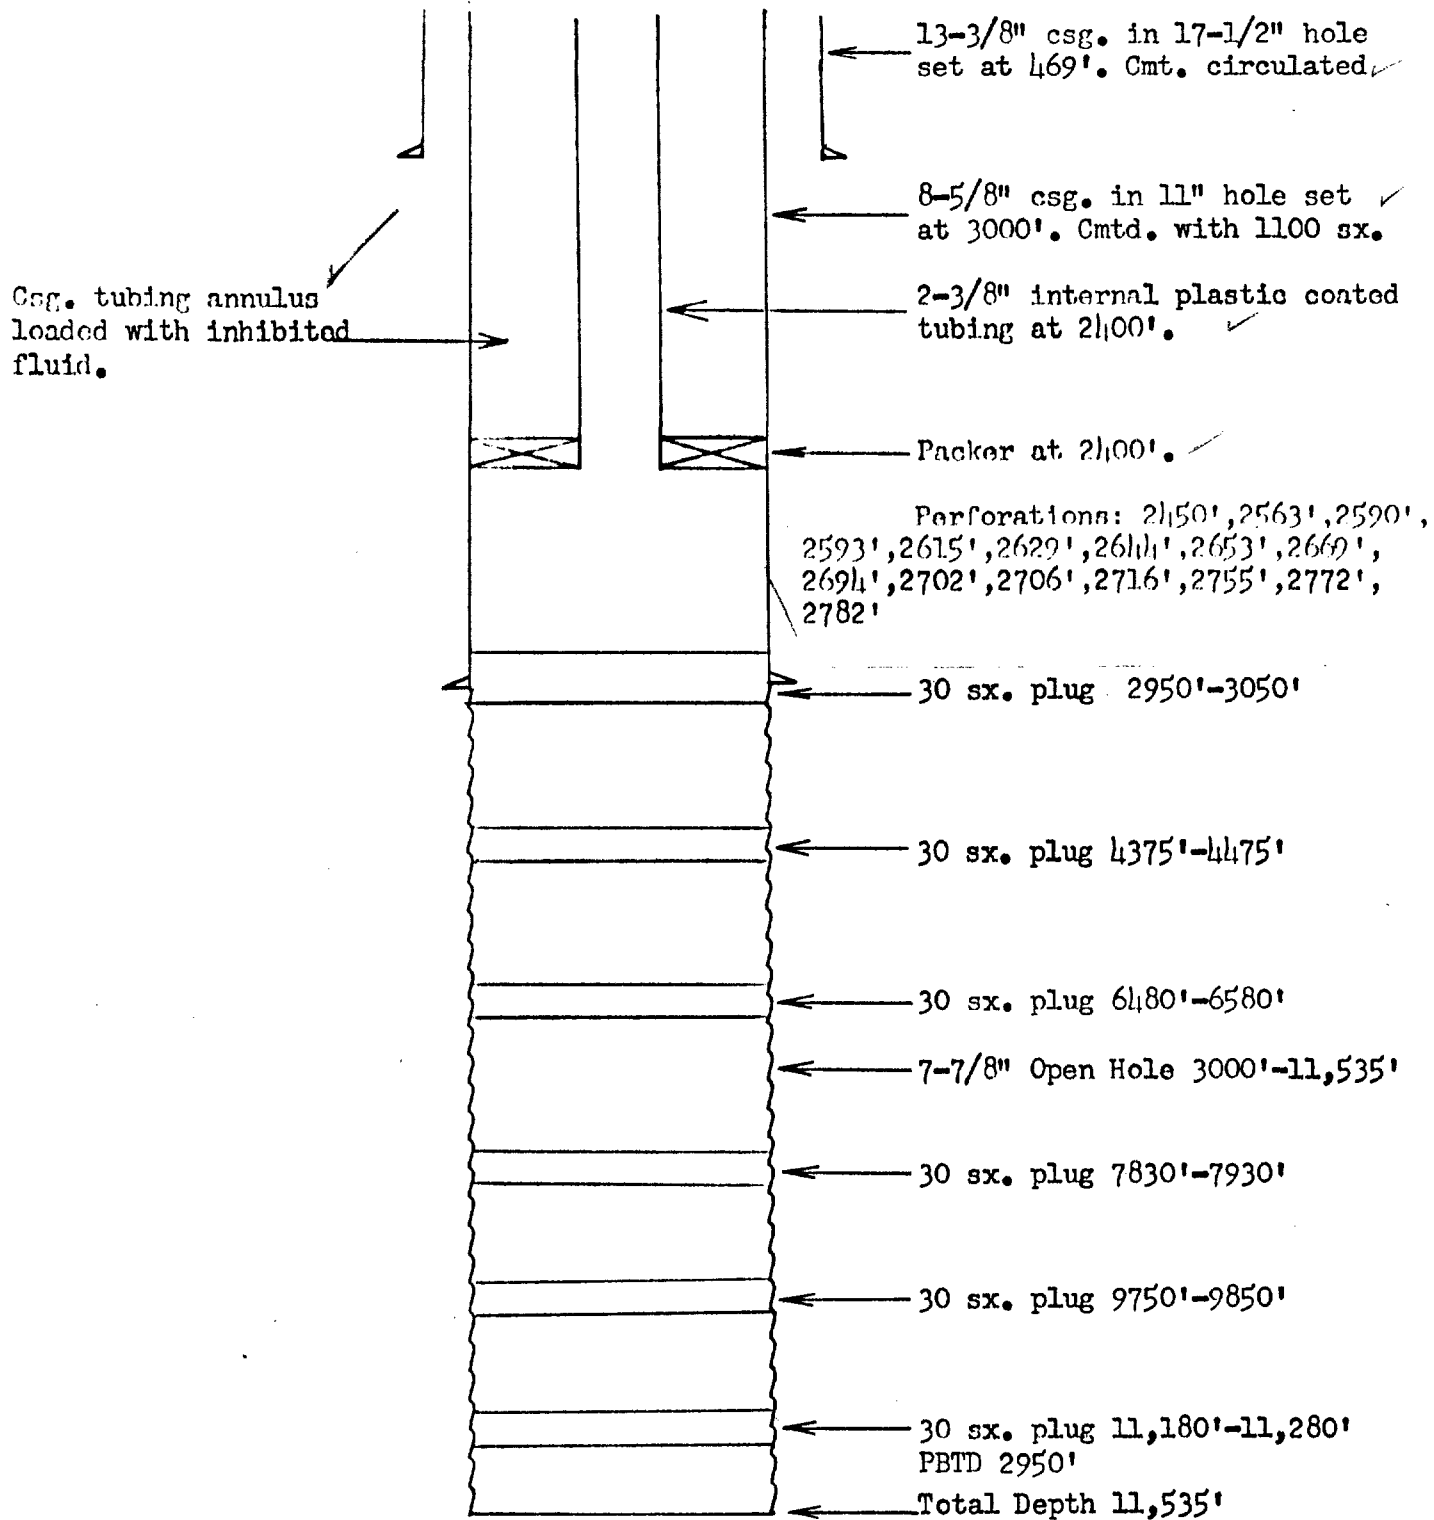 13-3/8" csg. in 17-1/2" hole
set at 469'. Cmt. circulated
8-5/8" csg. in 11" hole set
at 3000'. Cmtd. with 1100 sx.
Csg. tubing annulus
loaded with inhibited
fluid.
2-3/8" internal plastic coated
tubing at 2400'.
Packer at 2400'.
Perforations: 2450',2563',2590',
2593',2615',2629',2644',2653',2669',
2694',2702',2706',2716',2755',2772',
2782'
30 sx. plug 2950'-3050'
30 sx. plug 4375'-4475'
30 sx. plug 6480'-6580'
7-7/8" Open Hole 3000'-11,535'
30 sx. plug 7830'-7930'
30 sx. plug 9750'-9850'
30 sx. plug 11,180'-11,280'
PBTD 2950'
Total Depth 11,535'